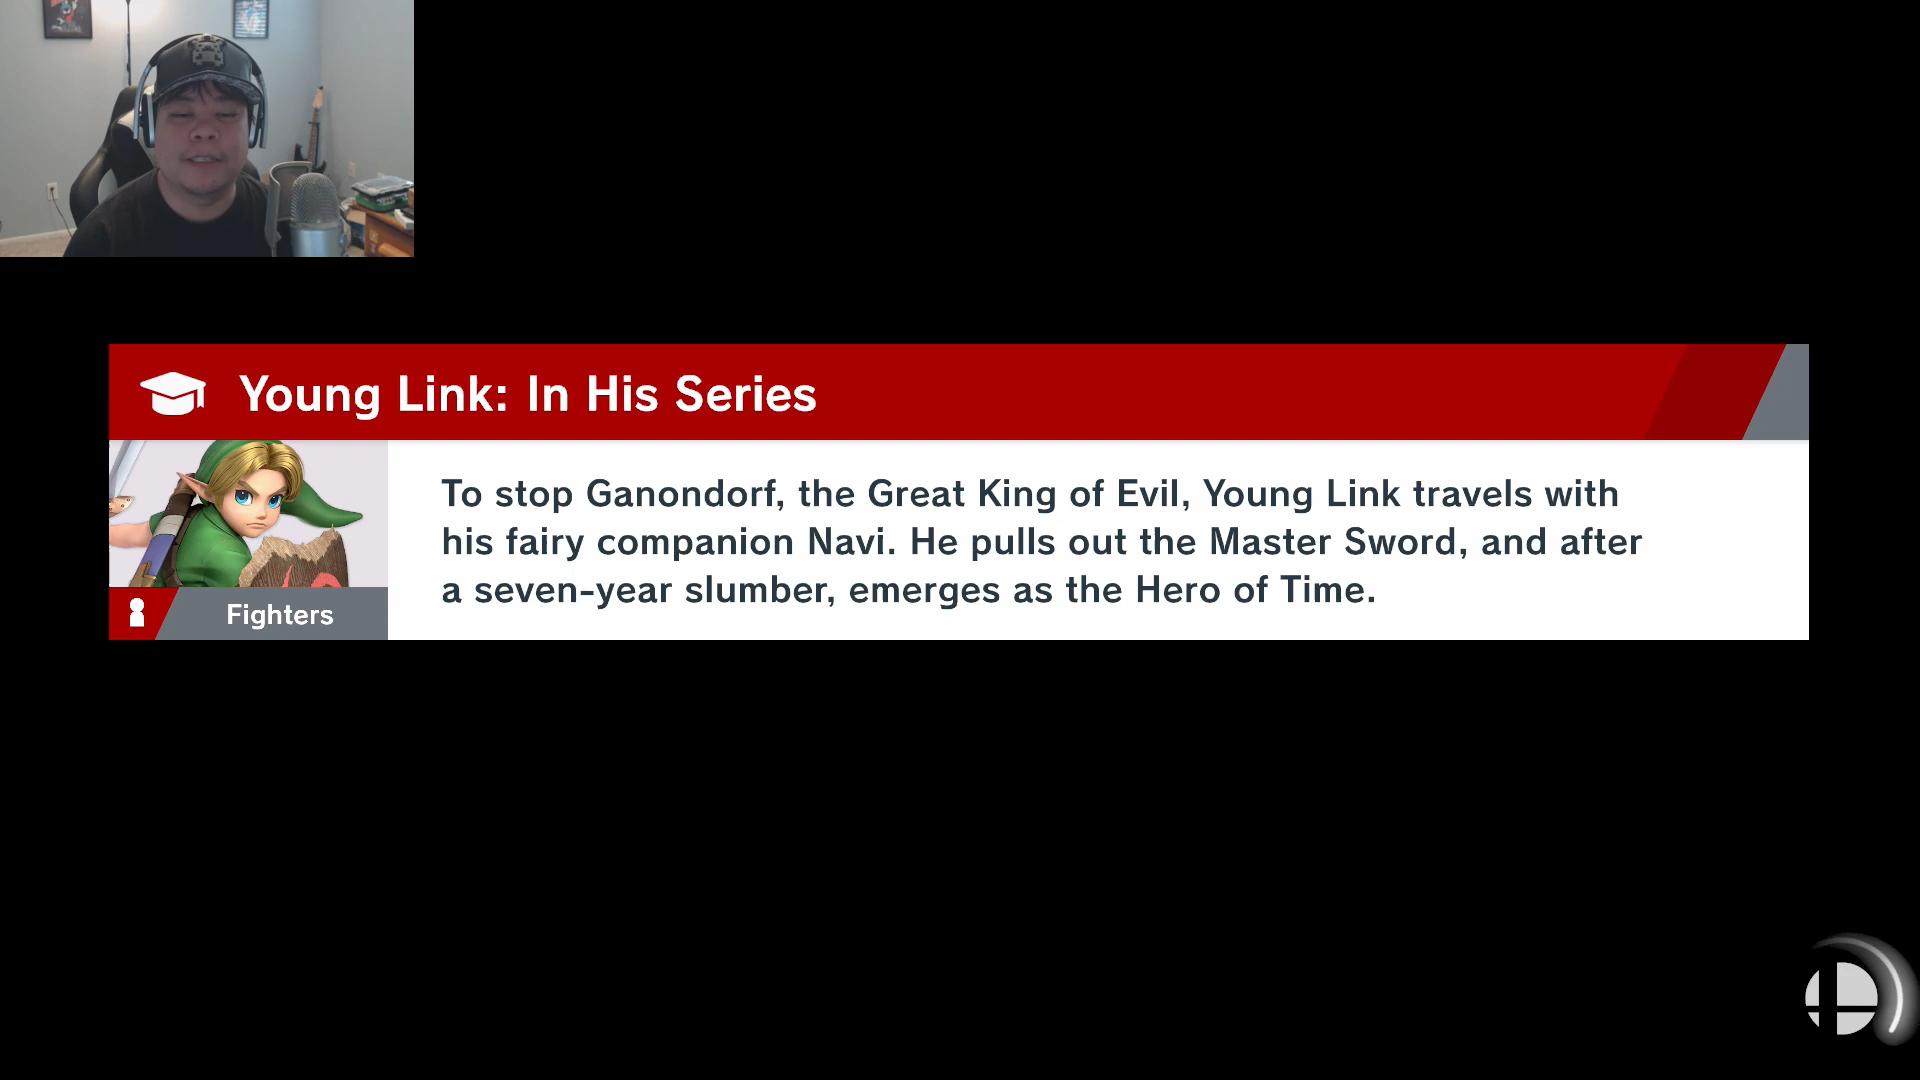 Young Link: In His Series
To stop Ganondorf, the Great King of Evil, Young Link travels with
his fairy companion Navi. He pulls out the Master Sword, and after
a seven-year slumber, emerges as the Hero of Time.
Fighters